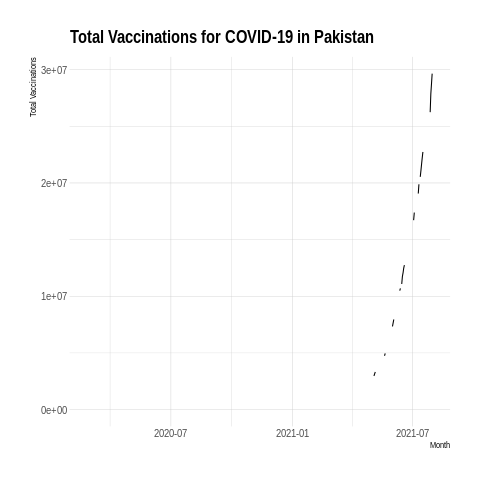 Total Vaccinations for COVID-19 in Pakistan
Total Vaccinations
3e+07
2e+07
1e+07
0e+00
2020-07
2021-01
2021-07
Month